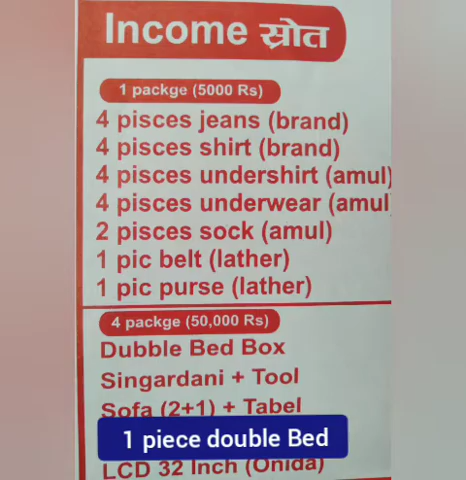 Income स्रोत
1 packge (5000 Rs)
4 pisces jeans (brand)
4 pisces shirt (brand)
4 pisces undershirt (amul)
4 pisces underwear (amul
2 pisces sock (amul)
1 pic belt (lather)
1 pic purse (lather)
4 packge (50,000 Rs)
Dubble Bed Box
Singardani + Tool
Sofa (2+1) + Tabel
1 piece double Bed
LCD 32 Inch (Onida)